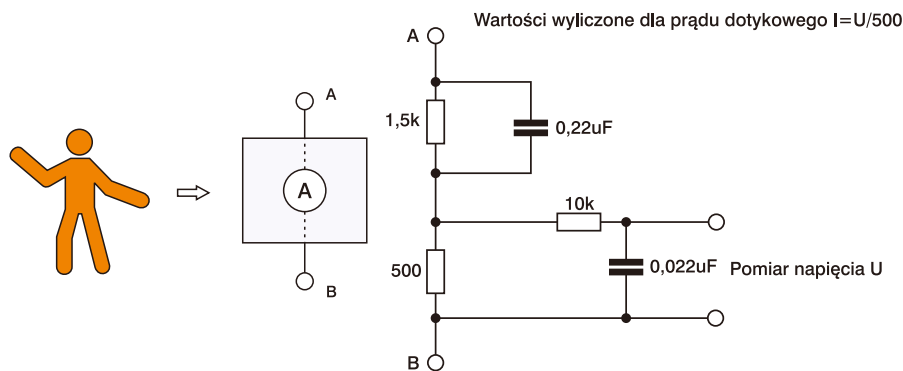 Wartości wyliczone dla prądu dotykowego I=U/500
A
A
1,5k
0,22uF
A
10k
500
0,022uF
Pomiar napięcia U
B
B